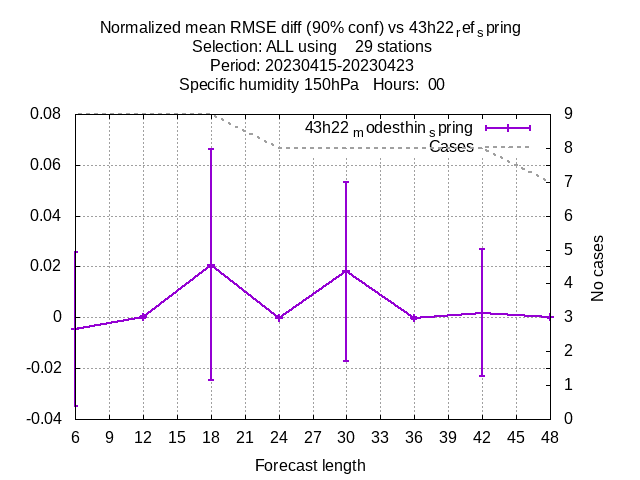 Normalized mean RMSE diff (90% conf) vs 43h22ref spring
Selection: ALL using 29 stations
Period: 20230415-20230423
Specific humidity 150hPa Hours: 00
43h22modesthinspring
Cases
0.08
0.06
0.04
0.02
0
-0.02
-0.04
9
8
7
6
5
4
3
2
1
0
No cases
6 9 12 15 18 21 24 27 30 33 36 39 42 45 48
Forecast length